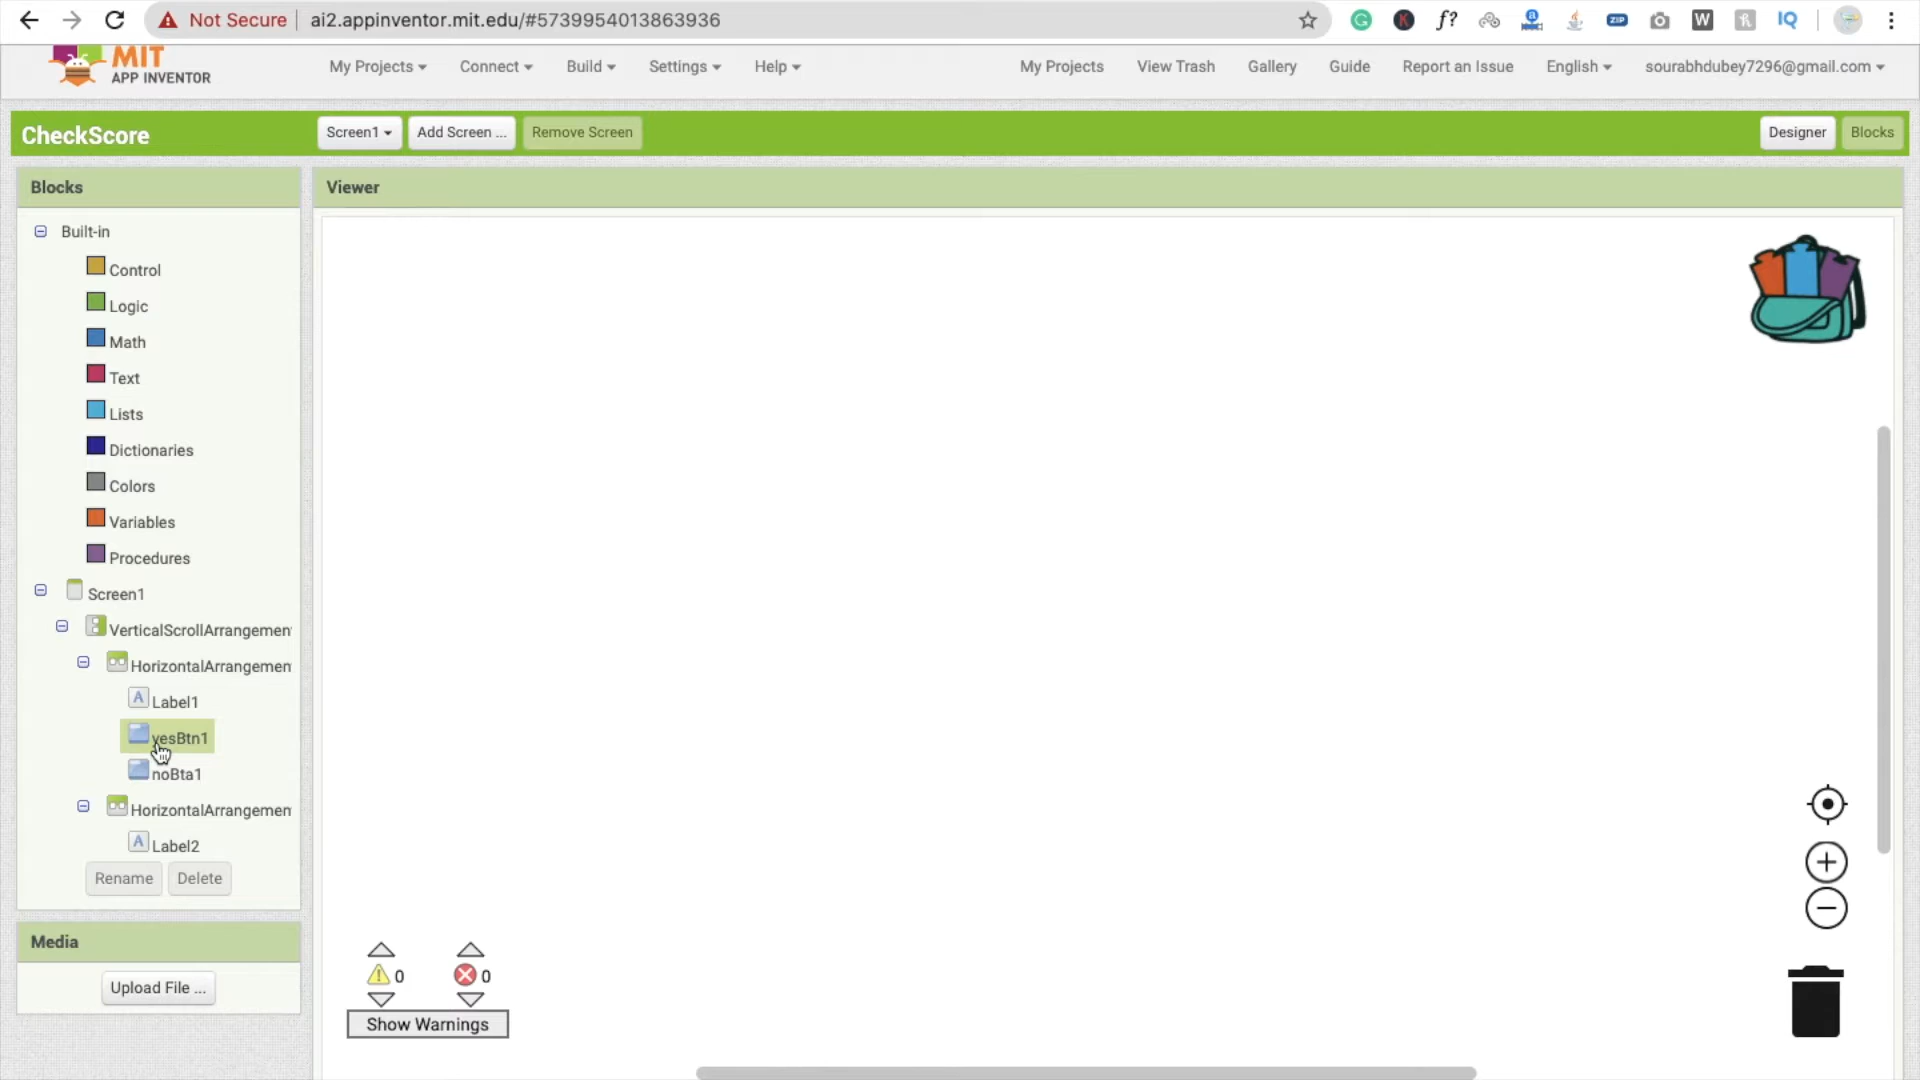 Not Secure ai2.appinventor.mit.edu/#5739954013863936
G K f? ZIP W IQ
MIT
APP INVENTOR
My Projects Connect Build Settings Help My Projects View Trash Gallery Guide Report an Issue English sourabhdubey7296@gmail.com
CheckScore Screen1 Add Screen ... Remove Screen Designer Blocks
Blocks
Viewer
Built-in
Control
Logic
Math
Text
Lists
Dictionaries
Colors
Variables
Procedures
Screen1
VerticalScrollArrangemen
HorizontalArrangemen
A Label1
yesBtn1
noBta1
HorizontalArrangemen
A Label2
Rename Delete
Media
Upload File ...
0 0
Show Warnings